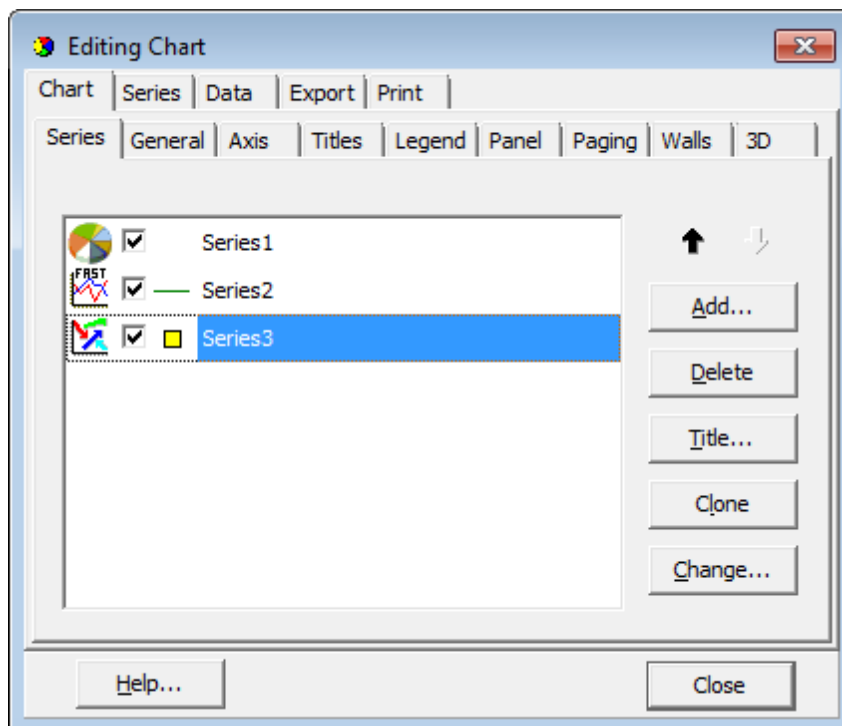 Editing Chart
Chart Series Data Export Print
Series General Axis Titles Legend Panel Paging Walls 3D
Series1
FAST
Series2
Series3
Add...
Delete
Title...
Clone
Change...
Help... Close